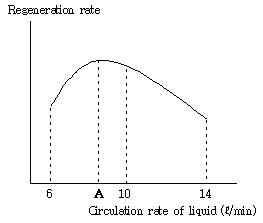 Regeneration rate
6 A 10 14
Circulation rate of liquid (ℓ/min)